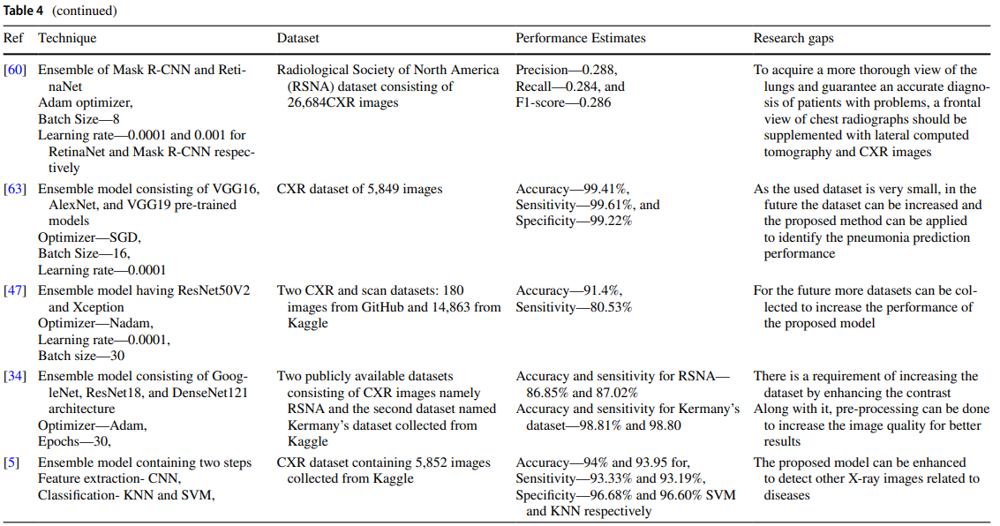 Table 4 (continued)
Ref Technique Dataset Performance Estimates Research gaps
[60] Ensemble of Mask R-CNN and Reti-
naNet
Adam optimizer,
Batch Size—8
Learning rate—0.0001 and 0.001 for
RetinaNet and Mask R-CNN respec-
tively
Radiological Society of North America
(RSNA) dataset consisting of
26,684CXR images
Precision—0.288,
Recall—0.284, and
F1-score—0.286
To acquire a more thorough view of the
lungs and guarantee an accurate diagno-
sis of patients with problems, a frontal
view of chest radiographs should be
supplemented with lateral computed
tomography and CXR images
[63] Ensemble model consisting of VGG16,
AlexNet, and VGG19 pre-trained
models
Optimizer—SGD,
Batch Size—16,
Learning rate—0.0001
CXR dataset of 5,849 images
Accuracy—99.41%,
Sensitivity—99.61%, and
Specificity—99.22%
As the used dataset is very small, in the
future the dataset can be increased and
the proposed method can be applied
to identify the pneumonia prediction
performance
[47] Ensemble model having ResNet50V2
and Xception
Optimizer—Nadam,
Learning rate—0.0001,
Batch size—30
Two CXR and scan datasets: 180
images from GitHub and 14,863 from
Kaggle
Accuracy—91.4%,
Sensitivity—80.53%
For the future more datasets can be col-
lected to increase the performance of
the proposed model
[34] Ensemble model consisting of Goog-
leNet, ResNet18, and DenseNet121
architecture
Optimizer—Adam,
Epochs—30,
Two publicly available datasets
consisting of CXR images namely
RSNA and the second dataset named
Kermany's dataset collected from
Kaggle
Accuracy and sensitivity for RSNA—
86.85% and 87.02%
Accuracy and sensitivity for Kermany's
dataset—98.81% and 98.80
There is a requirement of increasing the
dataset by enhancing the contrast
Along with it, pre-processing can be done
to increase the image quality for better
results
[5] Ensemble model containing two steps
Feature extraction- CNN,
Classification- KNN and SVM,
CXR dataset containing 5,852 images
collected from Kaggle
Accuracy—94% and 93.95 for,
Sensitivity—93.33% and 93.19%,
Specificity—96.68% and 96.60% SVM
and KNN respectively
The proposed model can be enhanced
to detect other X-ray images related to
diseases